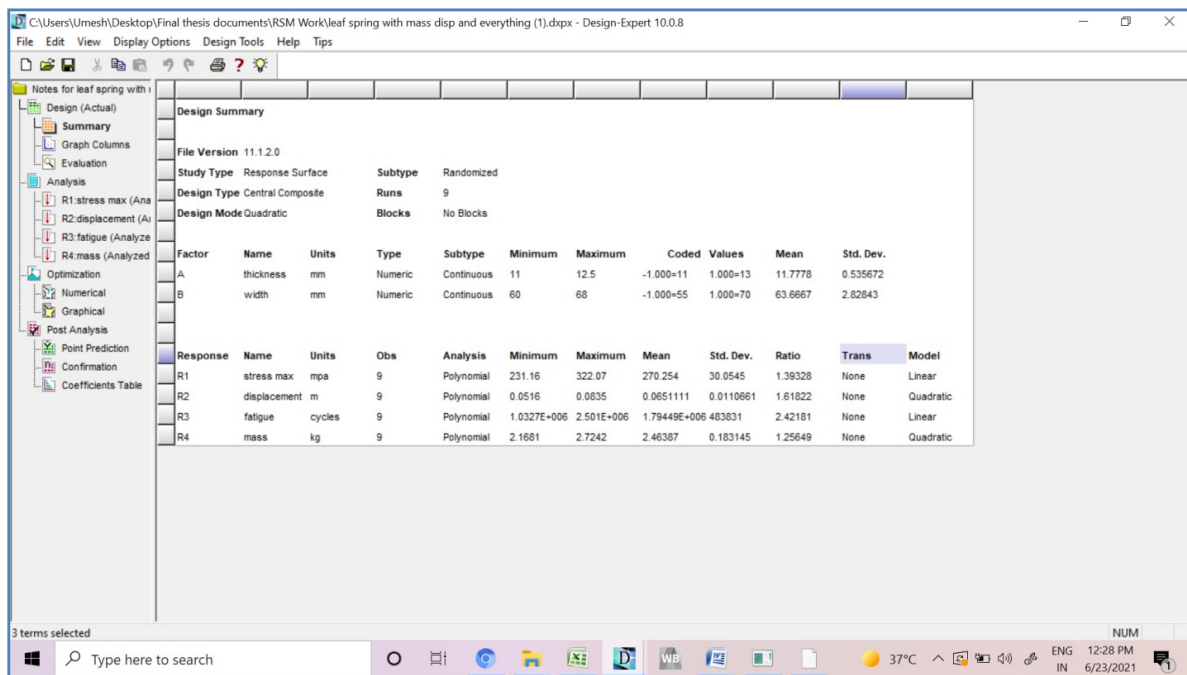 C:\Users\Umesh\Desktop\Final thesis documents\RSM Work\leaf spring with mass disp and everything (1).dxpx - Design-Expert 10.0.8
File Edit View Display Options Design Tools Help Tips
Notes for leaf spring with
Design (Actual)
Summary
Graph Columns
Evaluation
Analysis
R1:stress max (Ana
R2:displacement (A
R3:fatigue (Analyze
R4:mass (Analyzed
Optimization
Numerical
Graphical
Post Analysis
Point Prediction
Confirmation
Coefficients Table
Design Summary
File Version 11.1.2.0
Study Type Response Surface Subtype Randomized
Design Type Central Composite Runs 9
Design Mode Quadratic Blocks No Blocks
Factor Name Units Type Subtype Minimum Maximum Coded Values Mean Std. Dev.
A thickness mm Numeric Continuous 11 12.5 -1.000=11 1.000=13 11.7778 0.535672
B width mm Numeric Continuous 60 68 -1.000=55 1.000=70 63.6667 2.82843
Response Name Units Obs Analysis Minimum Maximum Mean Std. Dev. Ratio Trans Model
R1 stress max mpa 9 Polynomial 231.16 322.07 270.254 30.0545 1.39328 None Linear
R2 displacement m 9 Polynomial 0.0516 0.0835 0.0651111 0.0110661 1.61822 None Quadratic
R3 fatigue cycles 9 Polynomial 1.0327E+006 2.501E+006 1.79449E+006 483831 2.42181 None Linear
R4 mass kg 9 Polynomial 2.1681 2.7242 2.46387 0.183145 1.25649 None Quadratic
3 terms selected
NUM
Type here to search
WB
37°C
ENG
IN
12:28 PM
6/23/2021
1